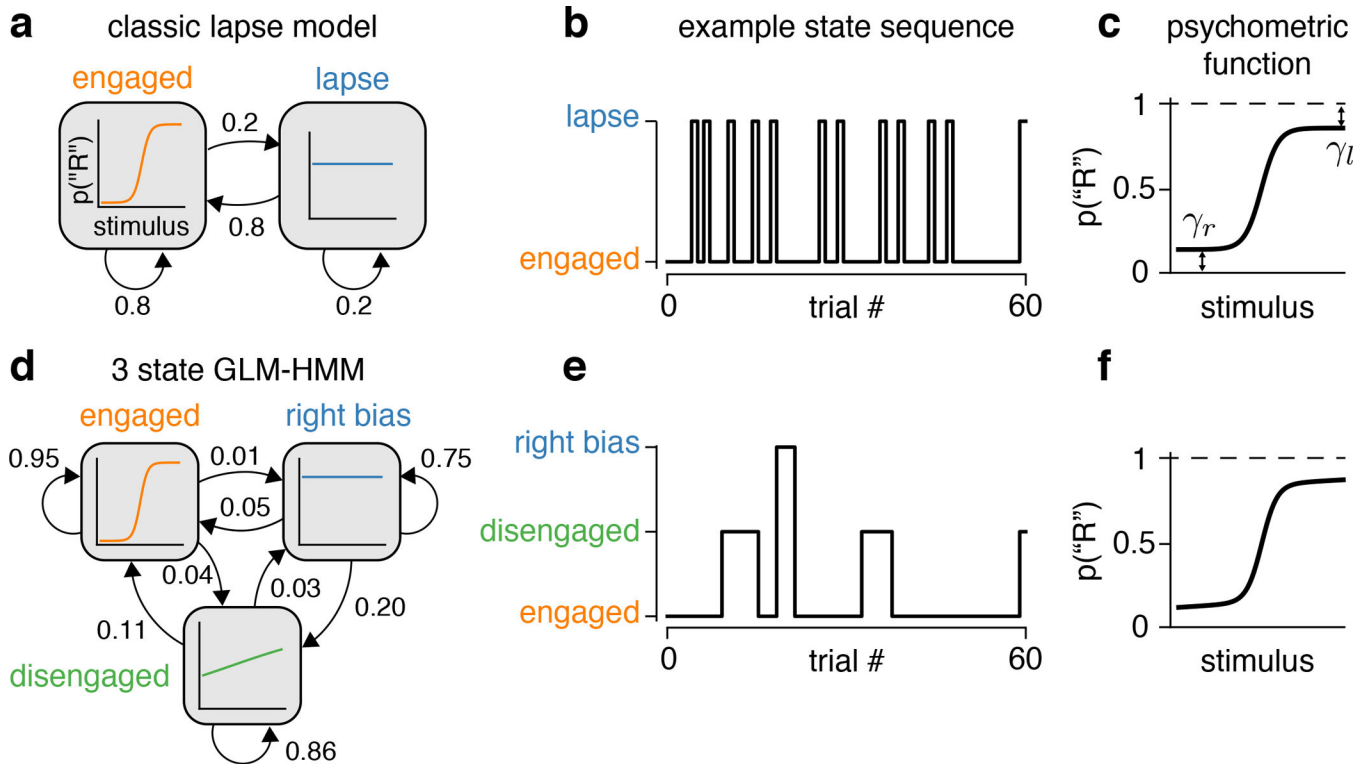 a
classic lapse model
engaged
lapse
p("R")
stimulus
0.2
0.8
0.8
0.2
b
example state sequence
lapse
engaged
0
trial #
60
c
psychometric
function
1
0.5
0
p(“R”)
γr
γl
stimulus
d
3 state GLM-HMM
engaged
right bias
0.95
0.01
0.05
0.75
0.04
0.03
0.20
0.11
disengaged
0.86
e
right bias
disengaged
engaged
0
trial #
60
f
1
0.5
0
p(“R”)
stimulus